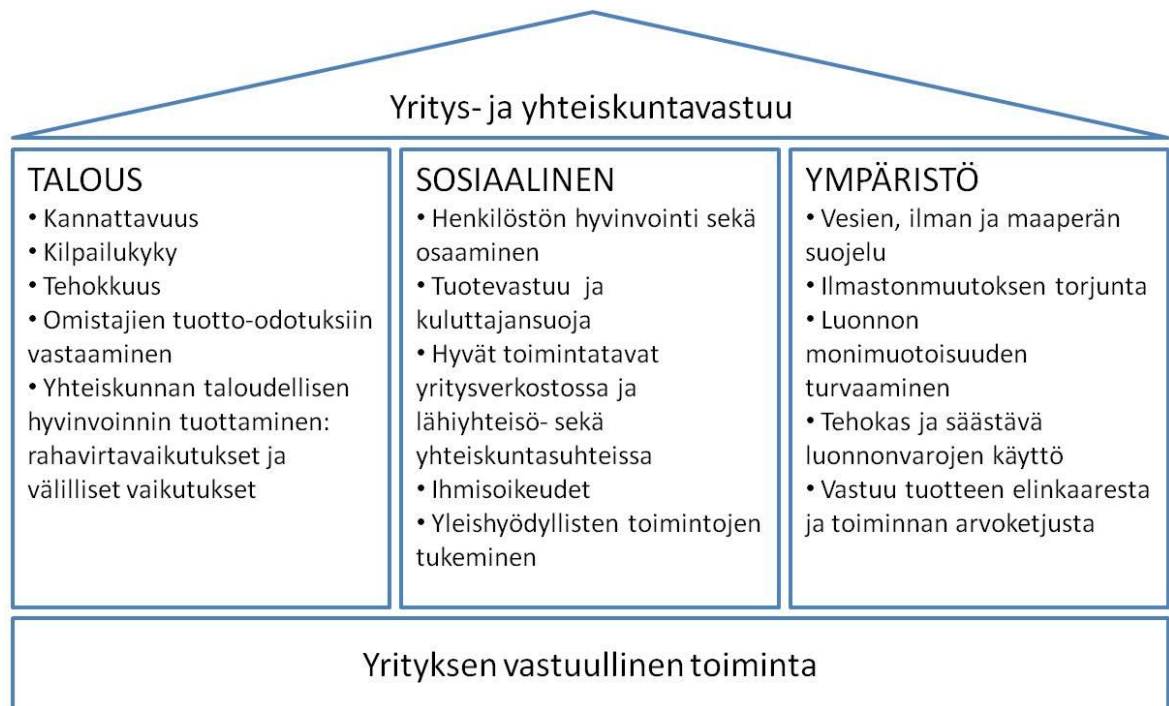 Yritys- ja yhteiskuntavastuu
TALOUS
• Kannattavuus
• Kilpailukyky
• Tehokkuus
• Omistajien tuotto-odotuksiin
vastaaminen
• Yhteiskunnan taloudellisen
hyvinvoinnin tuottaminen:
rahavirtavaikutukset ja
välilliset vaikutukset
SOSIAALINEN
• Henkilöstön hyvinvointi sekä
osaaminen
• Tuotevastuu ja
kuluttajansuoja
• Hyvät toimintatavat
yritysverkostossa ja
lähiyhteisö- sekä
yhteiskuntasuhteissa
• Ihmisoikeudet
• Yleishyödyllisten toimintojen
tukeminen
YMPÄRISTÖ
• Vesien, ilman ja maaperän
suojelu
• Ilmastonmuutoksen torjunta
• Luonnon
monimuotoisuuden
turvaaminen
• Tehokas ja säästävä
luonnonvarojen käyttö
• Vastuu tuotteen elinkaaresta
ja toiminnan arvoketjusta
Yrityksen vastuullinen toiminta